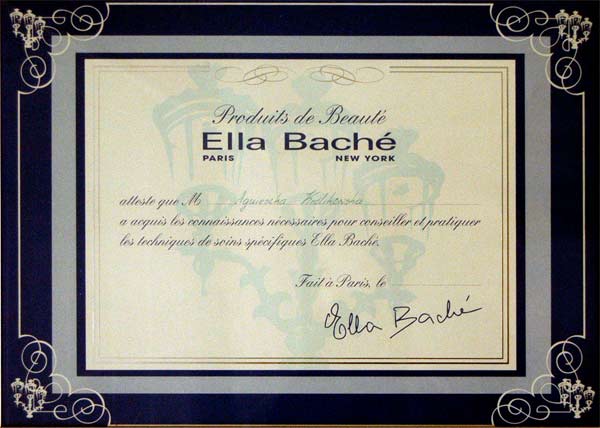 Produits de Beauté
Ella Baché
PARIS NEW YORK
atteste que M Agnieszka
a acquis les connaissances nécessaires pour conseiller et pratiquer
les techniques de soins spécifiques Ella Baché.
Fait à Paris, le
Ella Baché